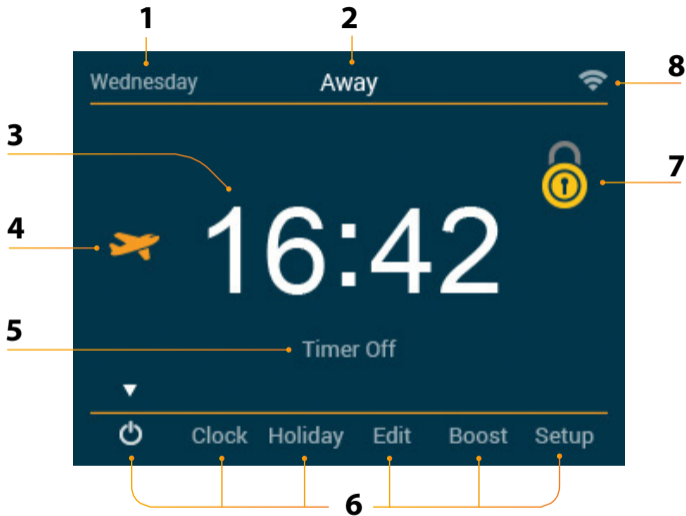 1
2
8
Wednesday
Away
3
7
4
16:42
5
Timer Off
Clock
Holiday
Edit
Boost
Setup
6